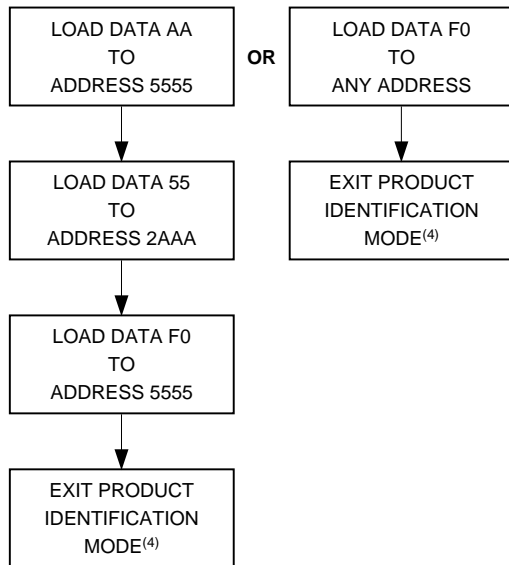 LOAD DATA AA
TO
ADDRESS 5555
OR
LOAD DATA F0
TO
ANY ADDRESS
LOAD DATA 55
TO
ADDRESS 2AAA
EXIT PRODUCT
IDENTIFICATION
MODE(4)
LOAD DATA F0
TO
ADDRESS 5555
EXIT PRODUCT
IDENTIFICATION
MODE(4)